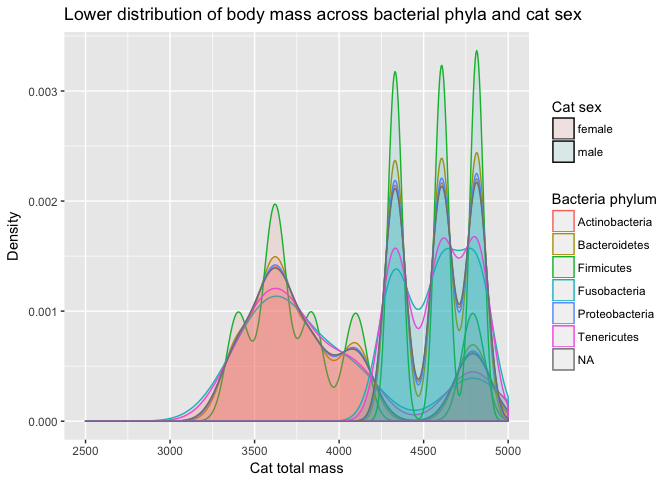 Lower distribution of body mass across bacterial phyla and cat sex
0.003
0.002
0.001
0.000
Density
2500 3000 3500 4000 4500 5000
Cat total mass
Cat sex
female
male
Bacteria phylum
Actinobacteria
Bacteroidetes
Firmicutes
Fusobacteria
Proteobacteria
Tenericutes
NA